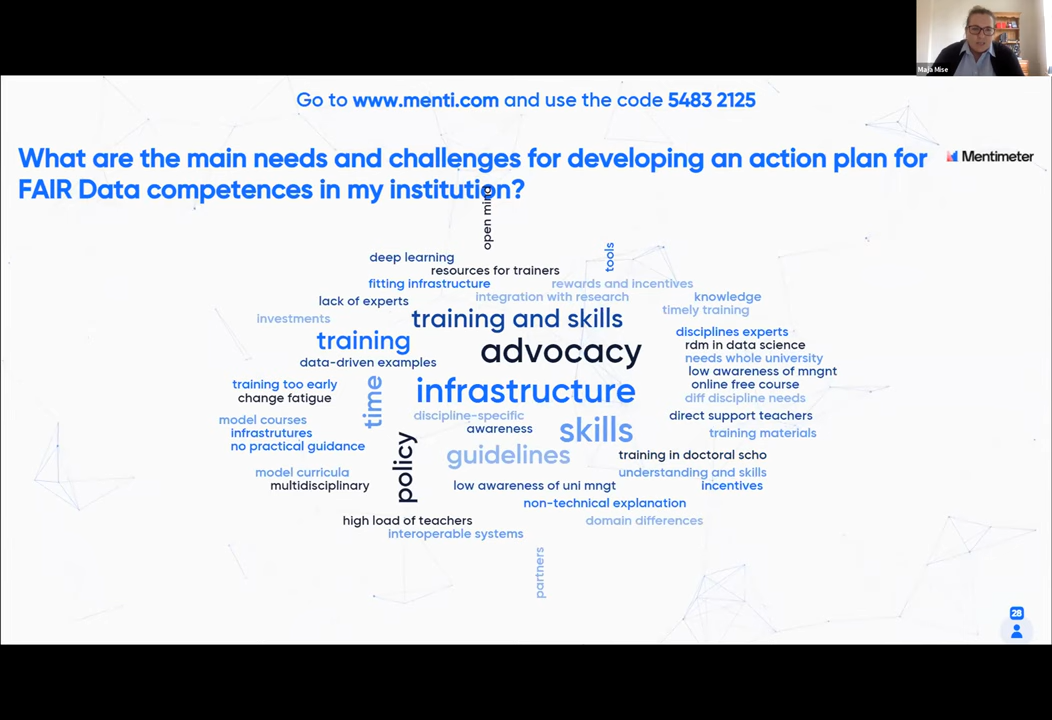 Maja Mise
Go to www.menti.com and use the code 5483 2125
What are the main needs and challenges for developing an action plan for
FAIR Data competences in my institution?
Mentimeter
open mind
tools
deep learning
resources for trainers
fitting infrastructure
rewards and incentives
integration with research
knowledge
lack of experts
timely training
investments
training and skills
disciplines experts
training
rdm in data science
advocacy
needs whole university
data-driven examples
low awareness of mngnt
training too early
online free course
time
infrastructure
change fatigue
diff discipline needs
discipline-specific
direct support teachers
model courses
awareness
skills
infrastrutures
training materials
no practical guidance
policy
guidelines
training in doctoral scho
model curricula
understanding and skills
multidisciplinary
low awareness of uni mngt
incentives
non-technical explanation
high load of teachers
domain differences
interoperable systems
partners
28